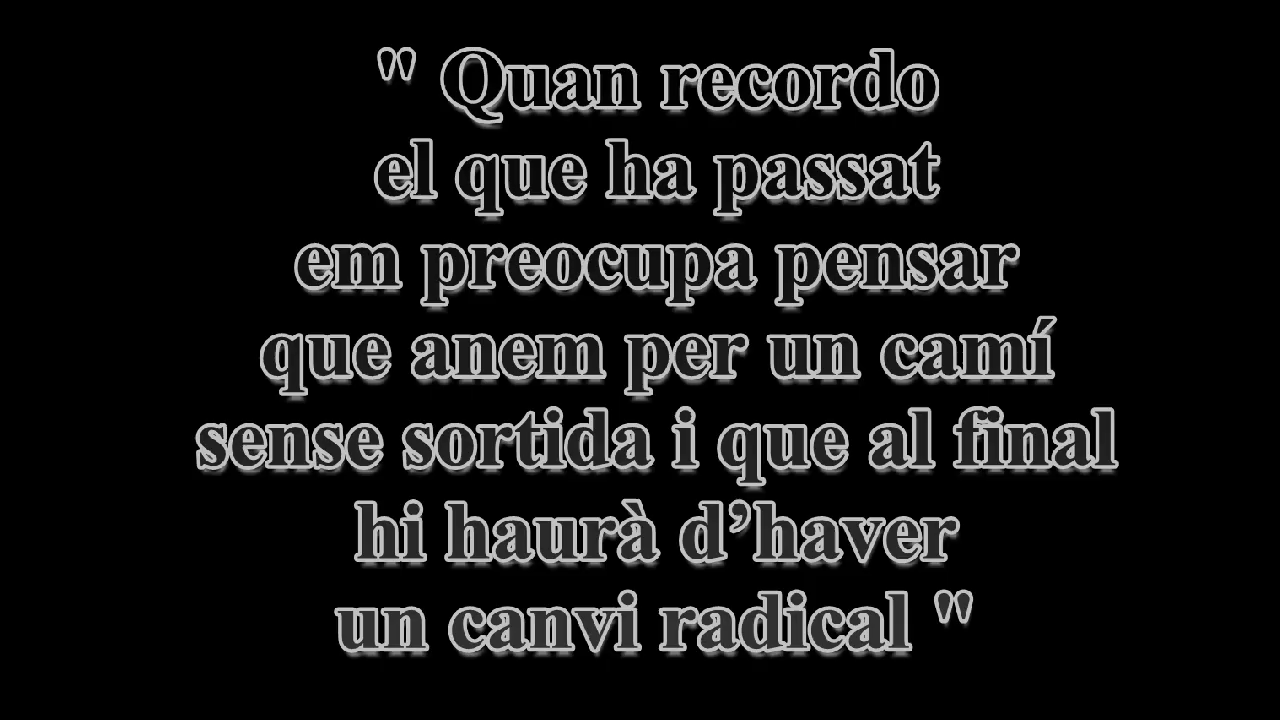 " Quan recordo
el que ha passat
em preocupa pensar
que anem per un camí
sense sortida i que al final
hi haurà d’haver
un canvi radical "